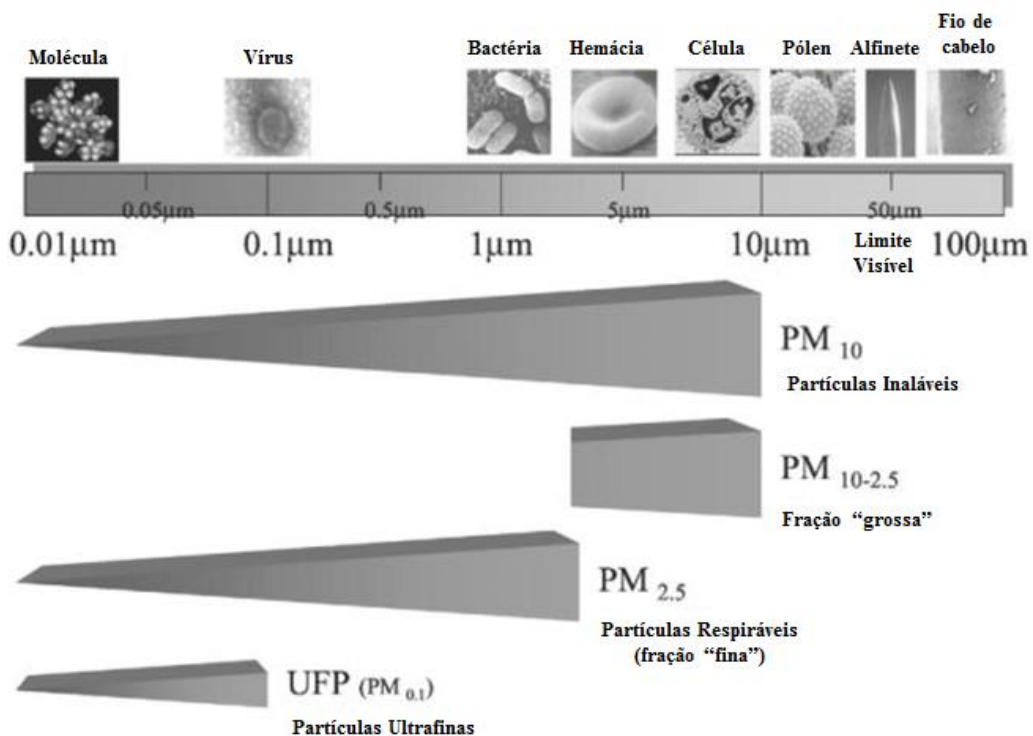 Molécula
Vírus
Bactéria
Hemácia
Célula
Pólen
Alfinete
Fio de
cabelo
0.05µm
0.5µm
5µm
50µm
0.01µm
0.1µm
1µm
10µm
Limite
Visível
100µm
PM 10
Partículas Inaláveis
PM 10-2.5
Fração “grossa”
PM 2.5
Partículas Respiráveis
(fração “fina”)
UFP (PM 0.1)
Partículas Ultrafinas